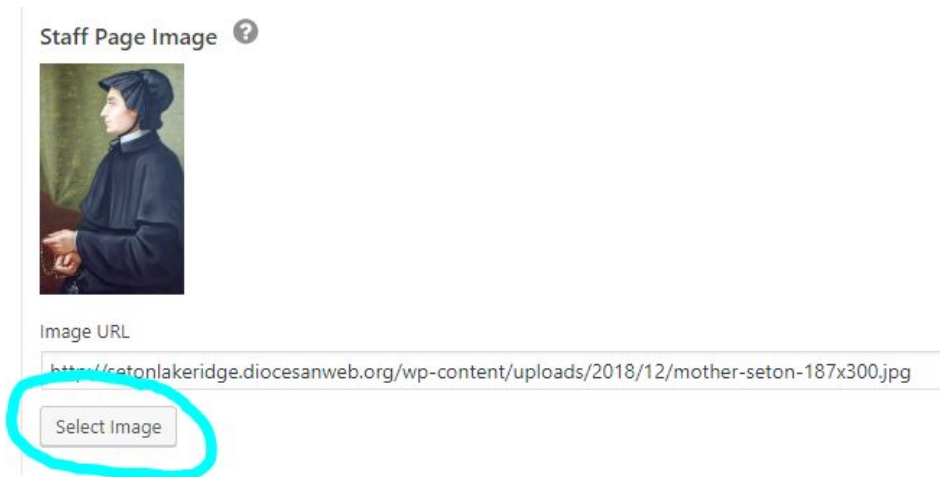 Staff Page Image ?
Image URL
http://setonlakeridge.diocesanweb.org/wp-content/uploads/2018/12/mother-seton-187x300.jpg
Select Image